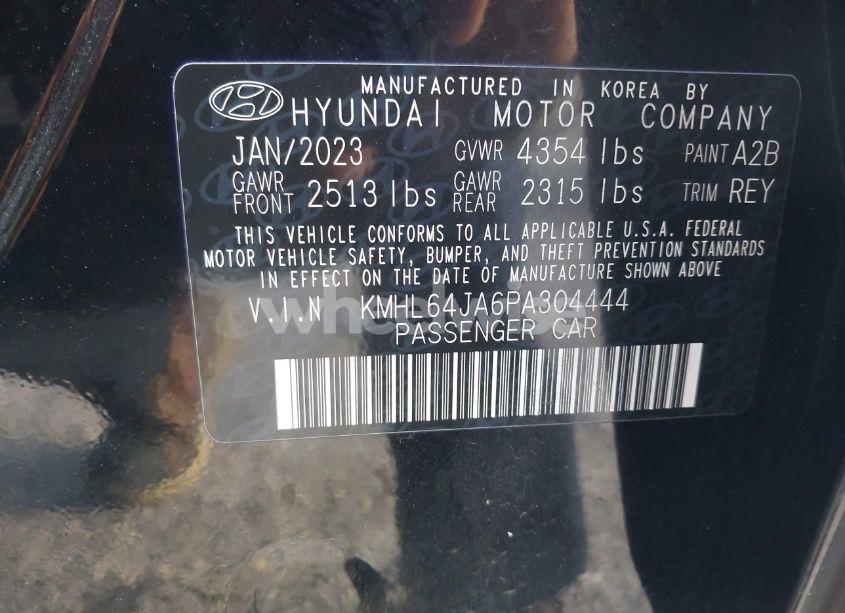 MANUFACTURED IN KOREA BY
HYUNDAI MOTOR COMPANY
JAN/2023 GVWR 4354 lbs PAINT A2B
GAWR FRONT 2513 lbs GAWR REAR 2315 lbs TRIM REY
THIS VEHICLE CONFORMS TO ALL APPLICABLE U.S.A. FEDERAL
MOTOR VEHICLE SAFETY, BUMPER, AND THEFT PREVENTION STANDARDS
IN EFFECT ON THE DATE OF MANUFACTURE SHOWN ABOVE
V.I.N KMHL64JA6PA304444
PASSENGER CAR